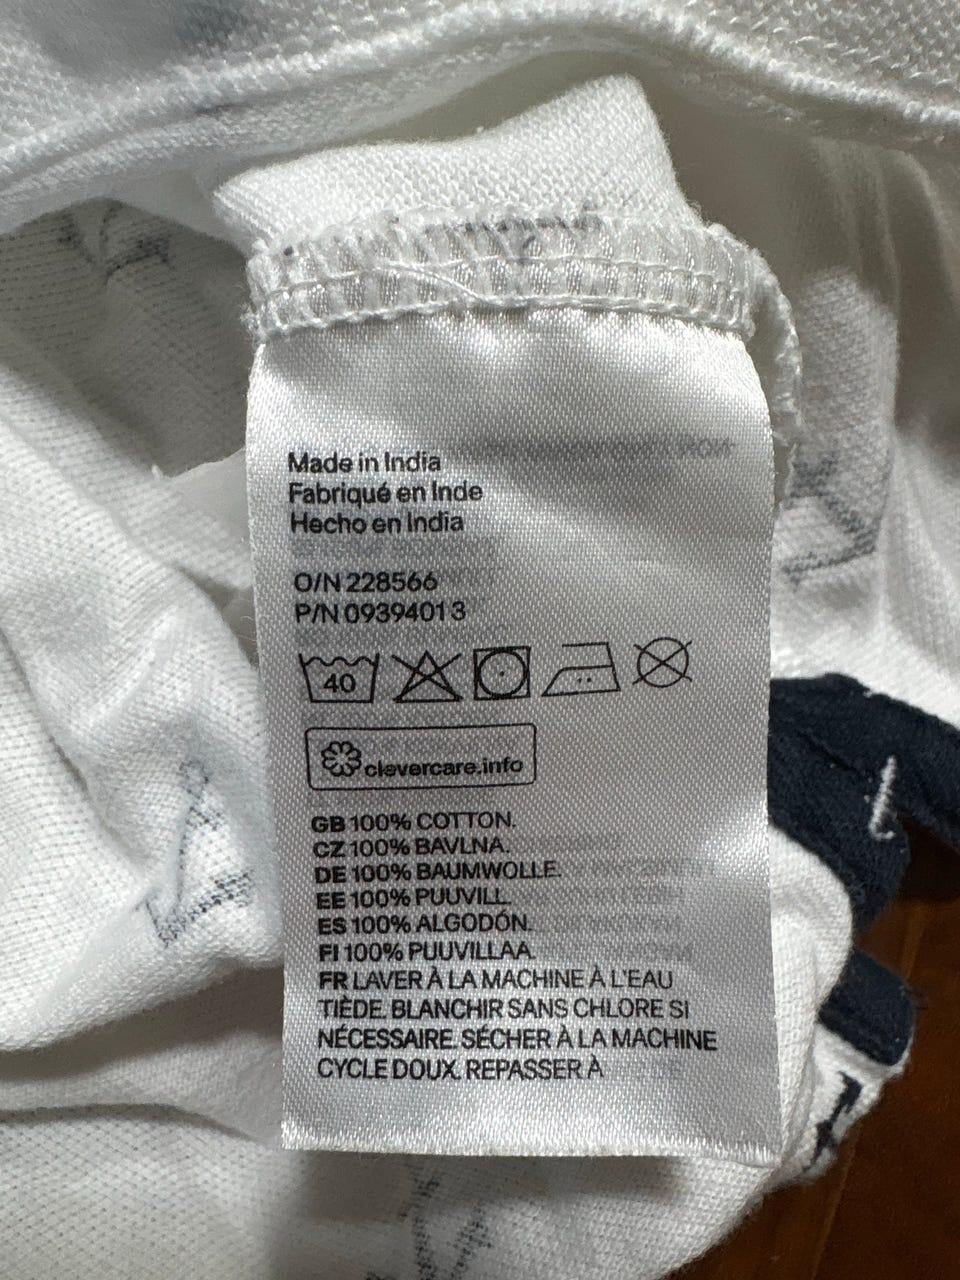 Made in India
Fabriqué en Inde
Hecho en India
O/N 228566
P/N 0939401 3
40
clevercare.info
GB 100% COTTON.
CZ 100% BAVLNA.
DE 100% BAUMWOLLE.
EE 100% PUUVILL.
ES 100% ALGODÓN.
FI 100% PUUVILLAA.
FR LAVER À LA MACHINE À L'EAU
TIÈDE. BLANCHIR SANS CHLORE SI
NÉCESSAIRE. SÉCHER À LA MACHINE
CYCLE DOUX. REPASSER À